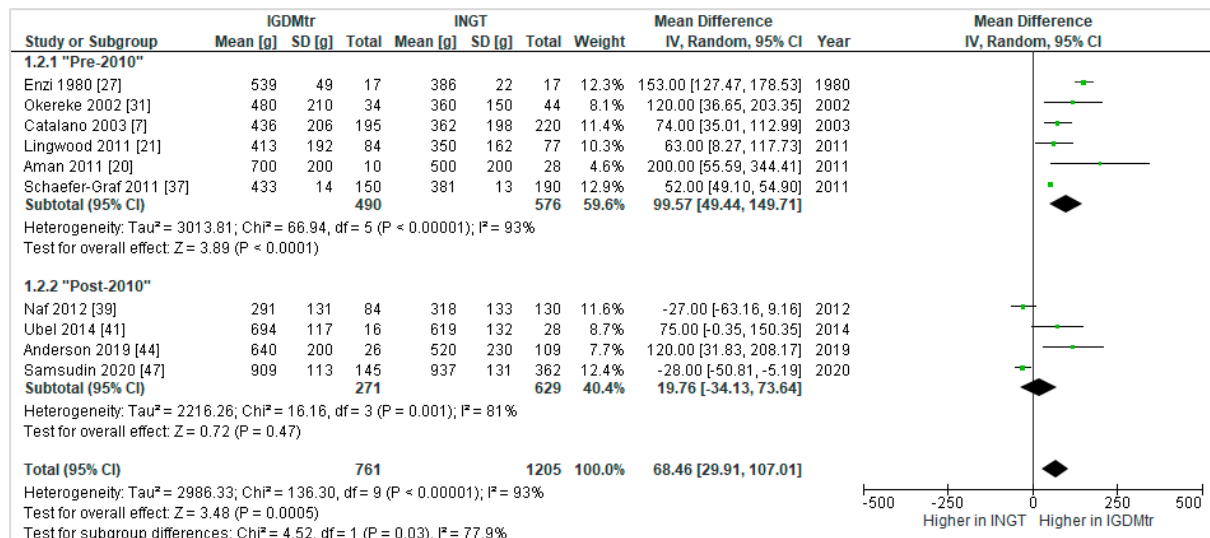 IGDMtr INGT Mean Difference Mean Difference
Study or Subgroup Mean [g] SD [g] Total Mean [g] SD [g] Total Weight IV, Random, 95% CI Year IV, Random, 95% CI
1.2.1 "Pre-2010"
Enzi 1980 [27] 539 49 17 386 22 17 12.3% 153.00 [127.47, 178.53] 1980
Okereke 2002 [31] 480 210 34 360 150 44 8.1% 120.00 [36.65, 203.35] 2002
Catalano 2003 [7] 436 206 195 362 198 220 11.4% 74.00 [35.01, 112.99] 2003
Lingwood 2011 [21] 413 192 84 350 162 77 9.0% 63.00 [8.27, 117.73] 2011
Aman 2011 [20] 700 200 10 500 200 28 4.6% 200.00 [55.59, 344.41] 2011
Schaefer-Graf 2011 [37] 433 14 150 381 13 190 12.9% 52.00 [49.10, 54.90] 2011
Subtotal (95% CI) 490 576 59.6% 99.57 [49.44, 149.71]
Heterogeneity: Tau² = 3013.81; Chi² = 66.94, df = 5 (P < 0.00001); I² = 93%
Test for overall effect: Z = 3.89 (P < 0.0001)
1.2.2 "Post-2010"
Naf 2012 [39] 291 131 84 318 133 130 11.6% -27.00 [-63.16, 9.16] 2012
Ubel 2014 [41] 694 117 16 619 132 28 8.7% 75.00 [-0.35, 150.35] 2014
Anderson 2019 [44] 640 200 26 520 230 109 7.7% 120.00 [31.83, 208.17] 2019
Samsudin 2020 [47] 909 113 145 937 131 362 12.4% -28.00 [-50.81, -5.19] 2020
Subtotal (95% CI) 271 629 40.4% 19.76 [-34.13, 73.64]
Heterogeneity: Tau² = 2216.26; Chi² = 16.16, df = 3 (P = 0.001); I² = 81%
Test for overall effect: Z = 0.72 (P = 0.47)
Total (95% CI) 761 1205 100.0% 68.46 [29.91, 107.01]
Heterogeneity: Tau² = 2986.33; Chi² = 136.30, df = 9 (P < 0.00001); I² = 93%
Test for overall effect: Z = 3.48 (P = 0.0005)
Test for subgroup differences: Chi² = 4.52, df = 1 (P = 0.03), I² = 77.9%
-500 -250 0 250 500
Higher in INGT Higher in IGDMtr